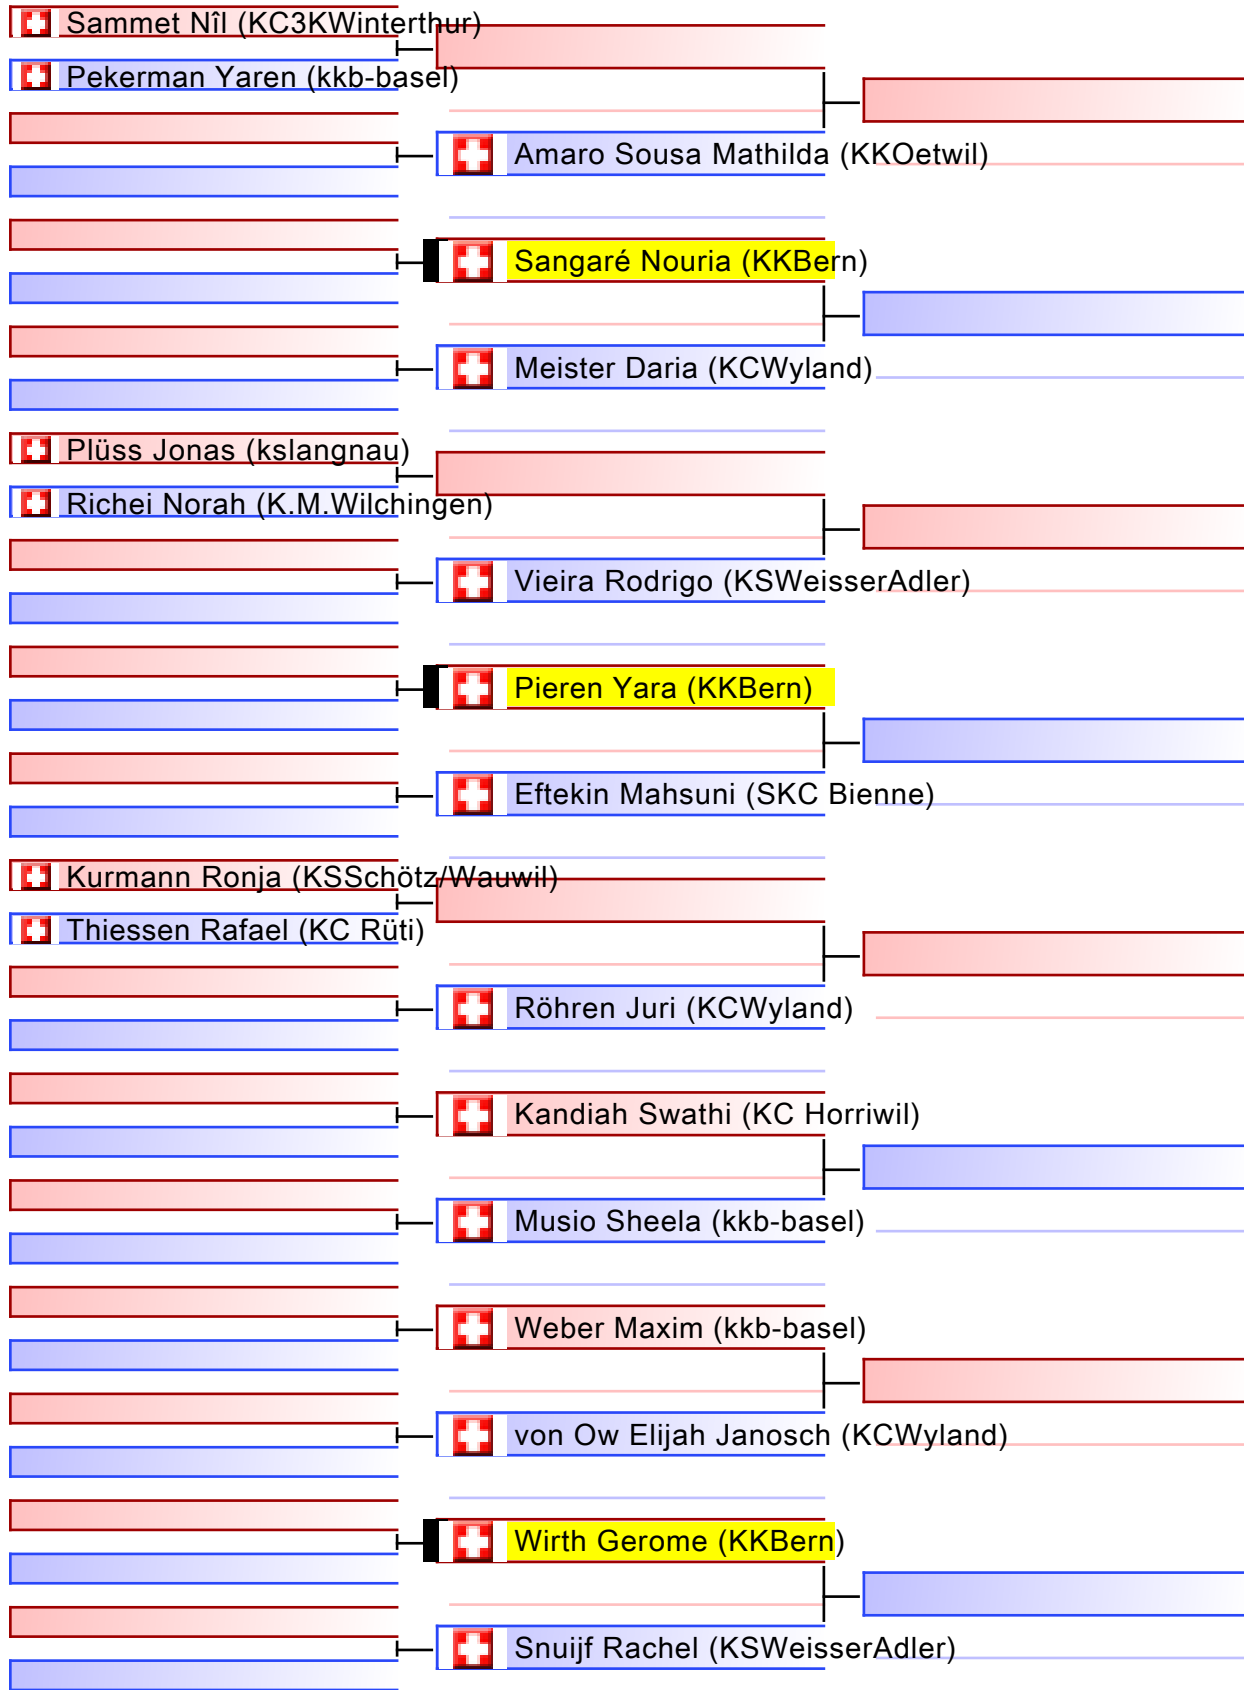 Sammet Nîl (KC3KWinterthur)
Pekerman Yaren (kkb-basel)
Amaro Sousa Mathilda (KKOetwil)
Sangaré Nouria (KKBern)
Meister Daria (KCWyland)
Plüss Jonas (kslangnau)
Richei Norah (K.M.Wilchingen)
Vieira Rodrigo (KSWeisserAdler)
Pieren Yara (KKBern)
Eftekin Mahsuni (SKC Bienne)
Kurmann Ronja (KSSchötz/Wauwil)
Thiessen Rafael (KC Rüti)
Röhren Juri (KCWyland)
Kandiah Swathi (KC Horriwil)
Musio Sheela (kkb-basel)
Weber Maxim (kkb-basel)
von Ow Elijah Janosch (KCWyland)
Wirth Gerome (KKBern)
Snuijf Rachel (KSWeisserAdler)